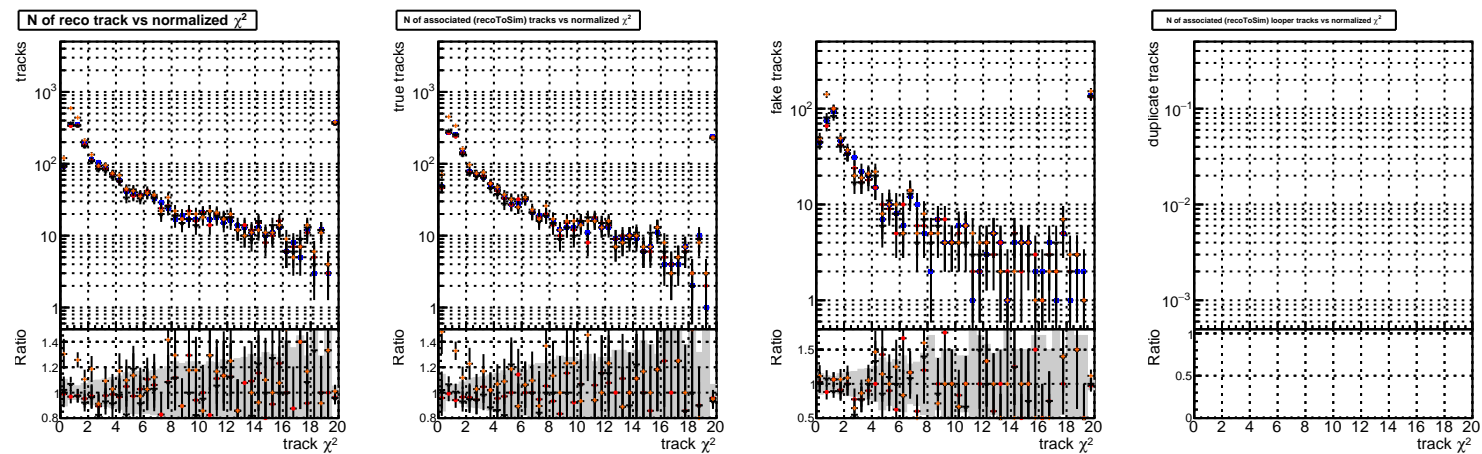 N of reco track vs normalized χ²
tracks
10³
10²
10
1
Ratio
1.4
1.2
1
0.8
0 2 4 6 8 10 12 14 16 18 20
track χ²
N of associated (recoToSim) tracks vs normalized χ²
true tracks
10³
10²
10
1
Ratio
1.4
1.2
1
0.8
0 2 4 6 8 10 12 14 16 18 20
track χ²
fake tracks
10²
10
1
Ratio
1.5
1
0.5
0 2 4 6 8 10 12 14 16 18 20
track χ²
N of associated (recoToSim) looper tracks vs normalized χ²
duplicate tracks
10⁻¹
10⁻²
10⁻³
Ratio
1
0.5
0
0 2 4 6 8 10 12 14 16 18 20
track χ²